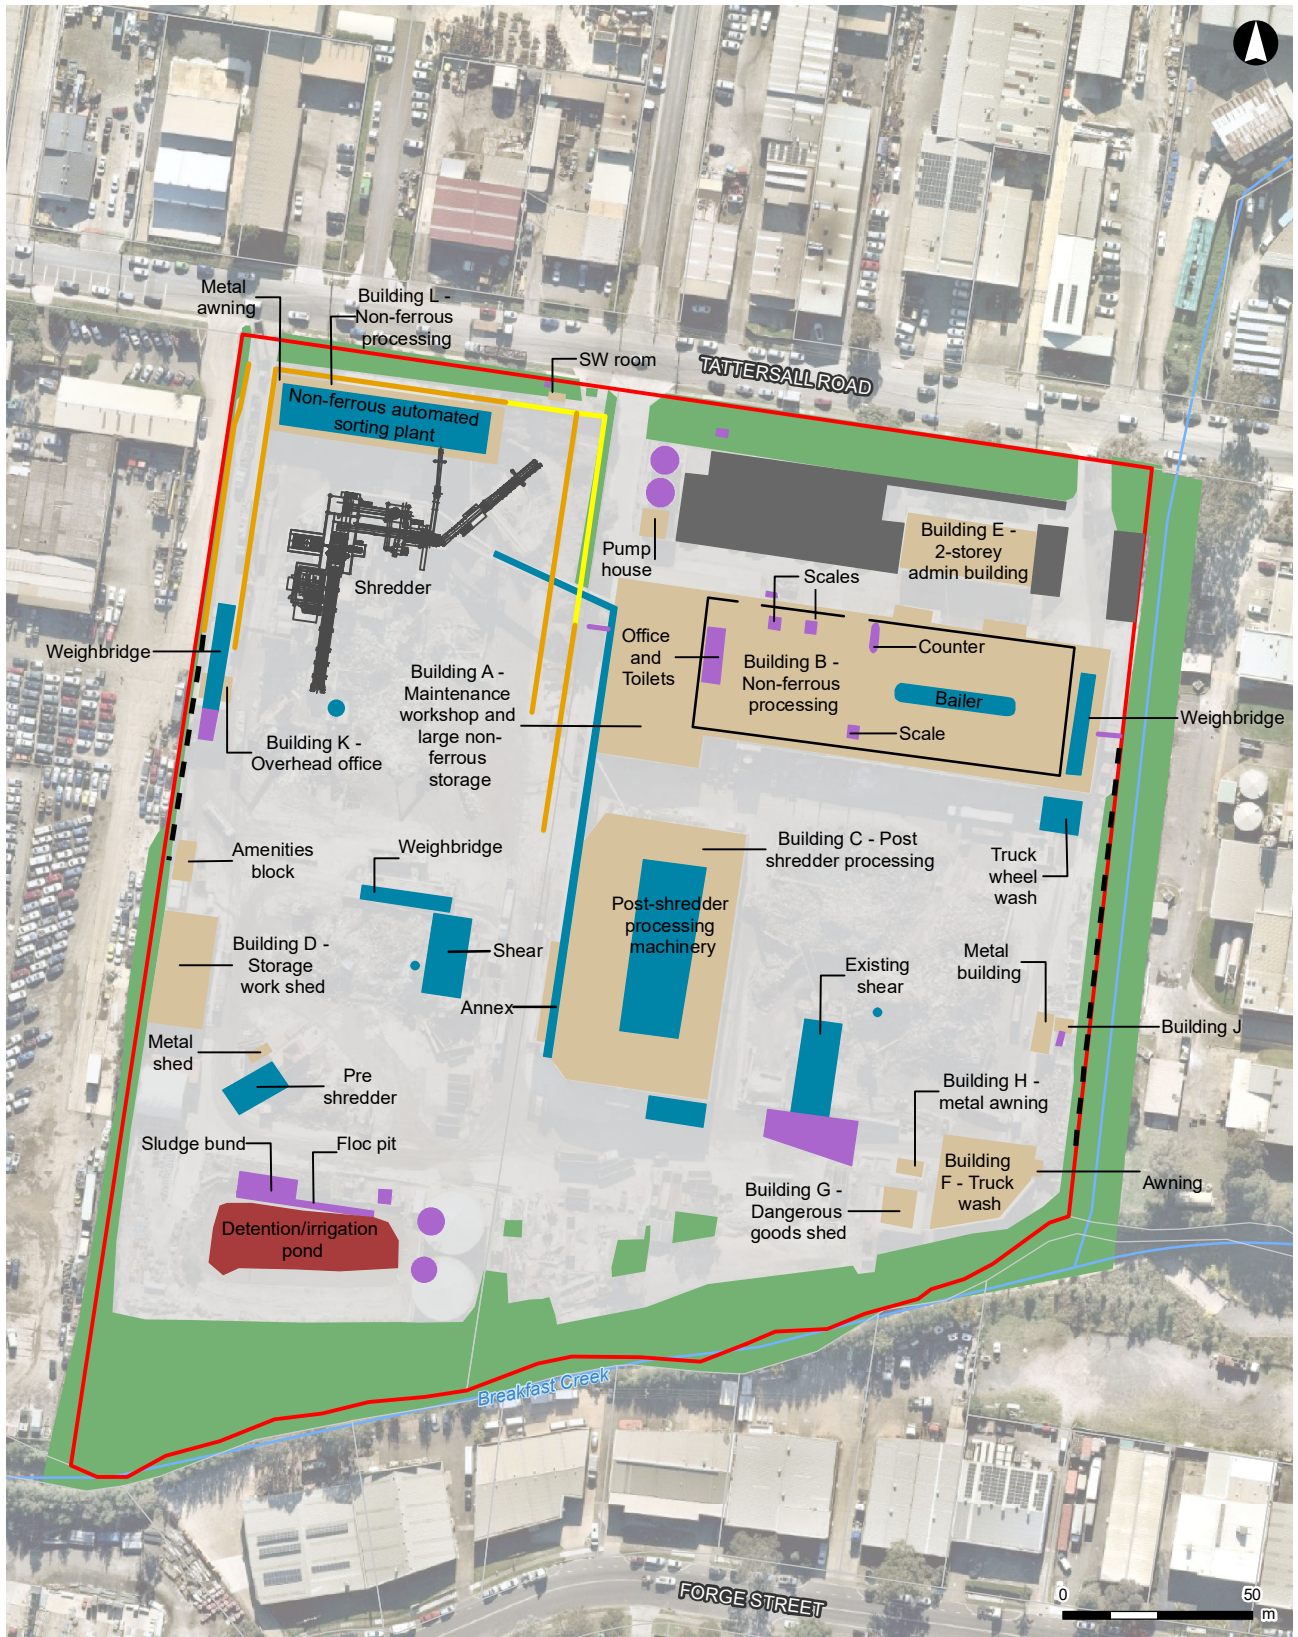 Metal
awning
Building L -
Non-ferrous
processing
SW room
TATTERSALL ROAD
Non-ferrous automated
sorting plant
Building E -
2-storey
admin building
Pump
house
Scales
Shredder
Office
and
Toilets
Counter
Weighbridge
Building B -
Non-ferrous
processing
Building A -
Maintenance
workshop and
large non-
ferrous
storage
Bailer
Weighbridge
Scale
Building K -
Overhead office
Building C - Post
shredder processing
Amenities
block
Weighbridge
Truck
wheel
wash
Post-shredder
processing
machinery
Building D -
Storage
work shed
Shear
Metal
building
Existing
shear
Annex
Building J
Metal
shed
Pre
shredder
Building H -
metal awning
Sludge bund
Floc pit
Building
F - Truck
wash
Awning
Building G -
Dangerous
goods shed
Detention/irrigation
pond
Breakfast Creek
FORGE STREET
0 50
m